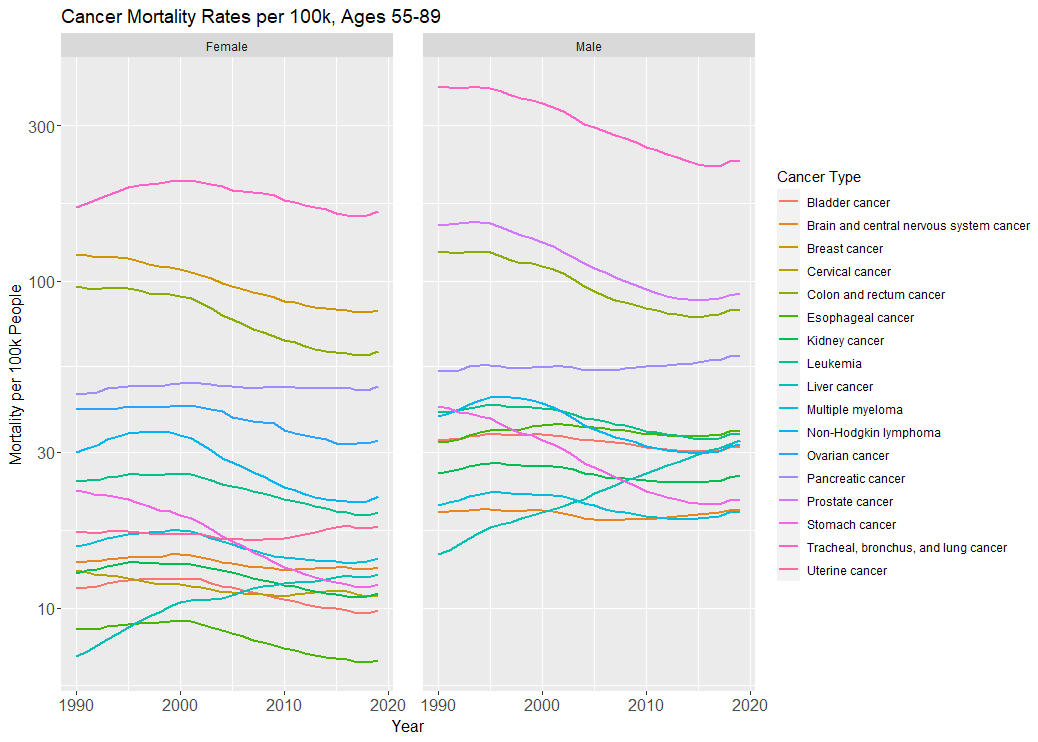 Cancer Mortality Rates per 100k, Ages 55-89
Female
Male
Mortality per 100k People
300
100
30
10
1990
2000
2010
2020
1990
2000
2010
2020
Year
Cancer Type
Bladder cancer
Brain and central nervous system cancer
Breast cancer
Cervical cancer
Colon and rectum cancer
Esophageal cancer
Kidney cancer
Leukemia
Liver cancer
Multiple myeloma
Non-Hodgkin lymphoma
Ovarian cancer
Pancreatic cancer
Prostate cancer
Stomach cancer
Tracheal, bronchus, and lung cancer
Uterine cancer